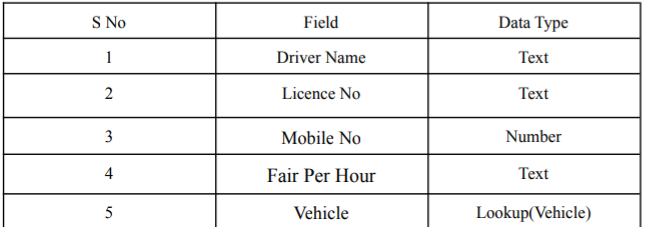 S No Field Data Type
1 Driver Name Text
2 Licence No Text
3 Mobile No Number
4 Fair Per Hour Text
5 Vehicle Lookup(Vehicle)